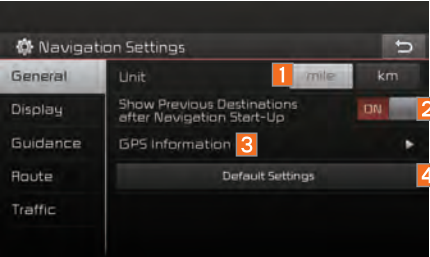 Navigation Settings
General
Unit 1 mile km
Display
Show Previous Destinations
after Navigation Start-Up
ON 2
Guidance
GPS Information 3
Route
Default Settings 4
Traffic